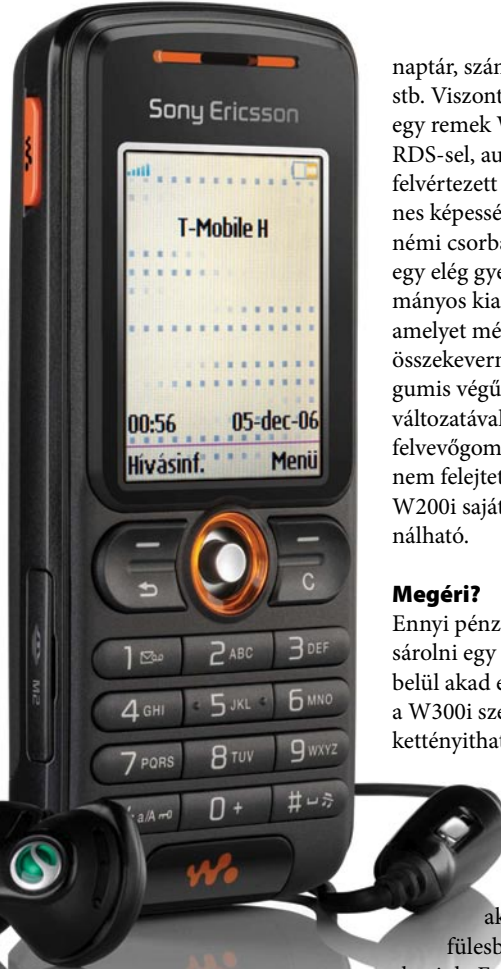 Sony Ericsson
T-Mobile H
00:56 05-dec-06
Hívásinf. Menü
C
M2
1 2 ABC 3 DEF
4 GHI 5 JKL 6 MNO
7 PQRS 8 TUV 9 WXYZ
a/A 0 + #
naptár, szám
stb. Viszont
egy remek W
RDS-sel, au
felvértezett
nes képessé
némi csorba
egy elég gye
mányos kia
amelyet mé
összekever
gumis végű
változatával
felvevőgom
nem felejtet
W200i saját
nálható.
Megéri?
Ennyi pénz
sárolni egy
belül akad e
a W300i sze
kettényitha
ak
fülesb